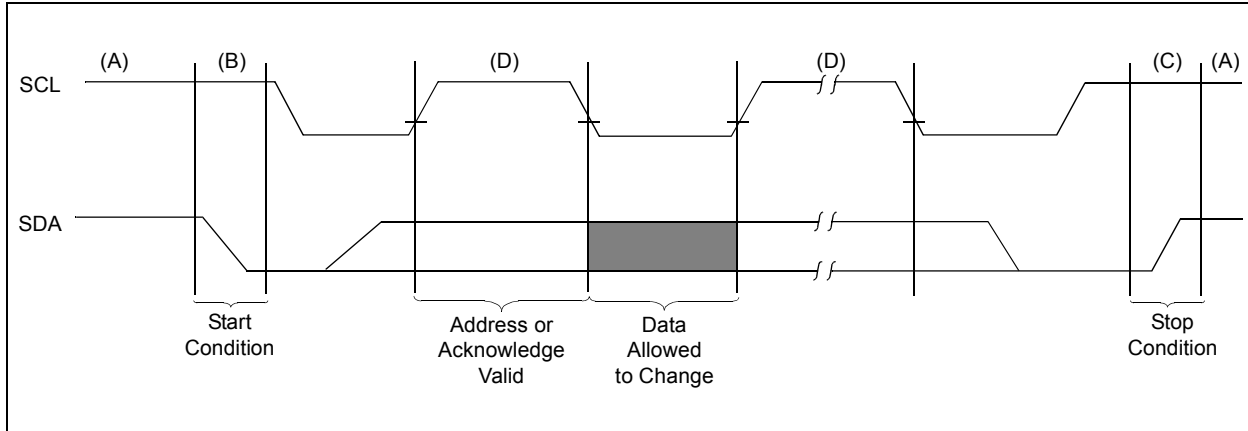 (A) (B) (D) (D) (C) (A)
SCL
SDA
Start
Condition
Address or
Acknowledge
Valid
Data
Allowed
to Change
Stop
Condition